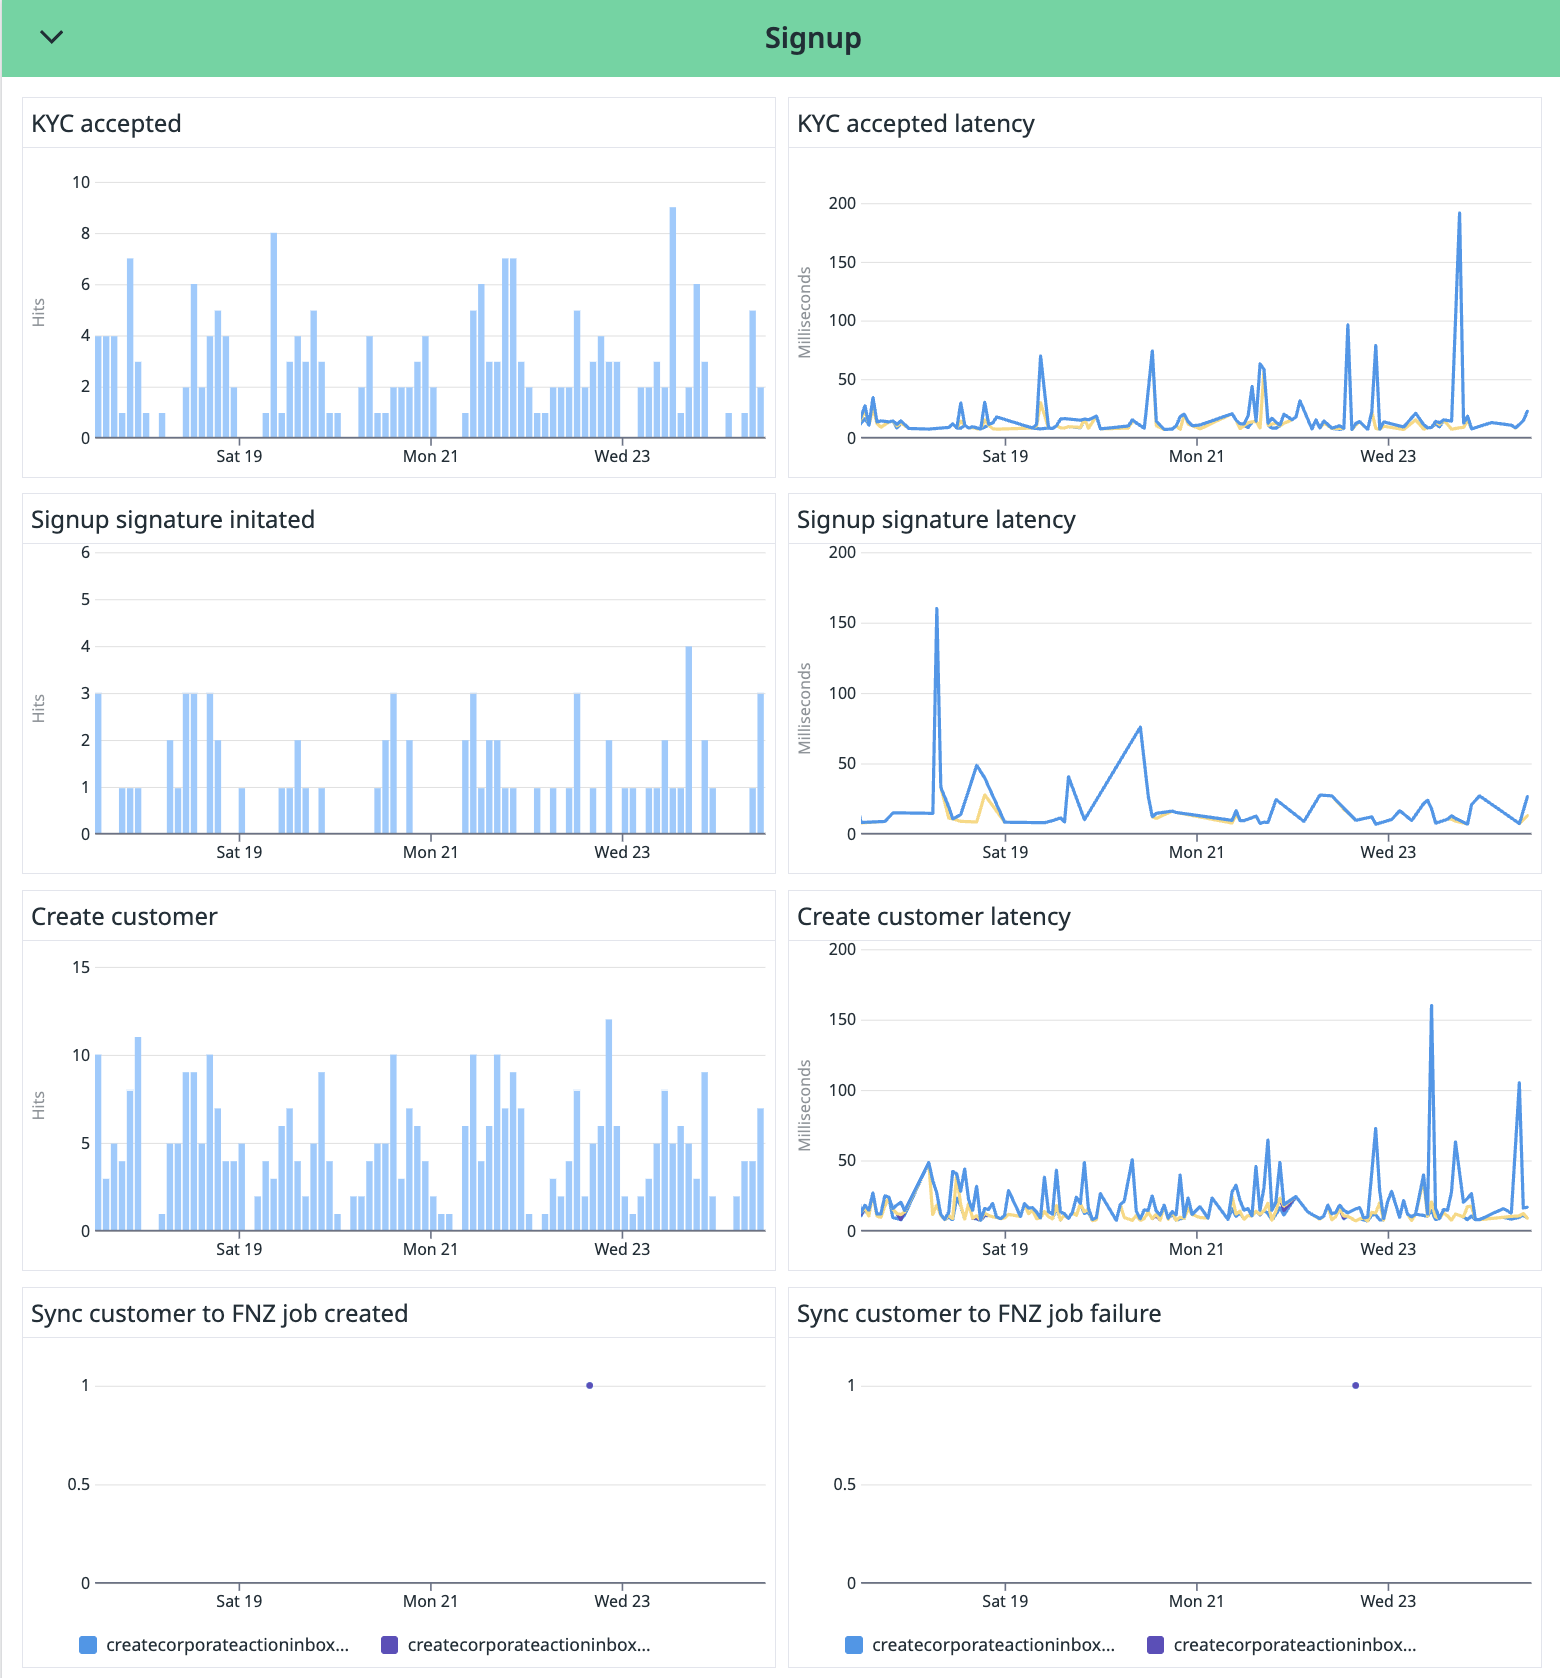 Signup
KYC accepted
10
8
6
4
2
0
Hits
Sat 19
Mon 21
Wed 23
KYC accepted latency
200
150
100
50
0
Milliseconds
Sat 19
Mon 21
Wed 23
Signup signature initated
6
5
4
3
2
1
0
Hits
Sat 19
Mon 21
Wed 23
Signup signature latency
200
150
100
50
0
Milliseconds
Sat 19
Mon 21
Wed 23
Create customer
15
10
5
0
Hits
Sat 19
Mon 21
Wed 23
Create customer latency
200
150
100
50
0
Milliseconds
Sat 19
Mon 21
Wed 23
Sync customer to FNZ job created
1
0.5
0
Sat 19
Mon 21
Wed 23
createcorporateactioninbox...
createcorporateactioninbox...
Sync customer to FNZ job failure
1
0.5
0
Sat 19
Mon 21
Wed 23
createcorporateactioninbox...
createcorporateactioninbox...